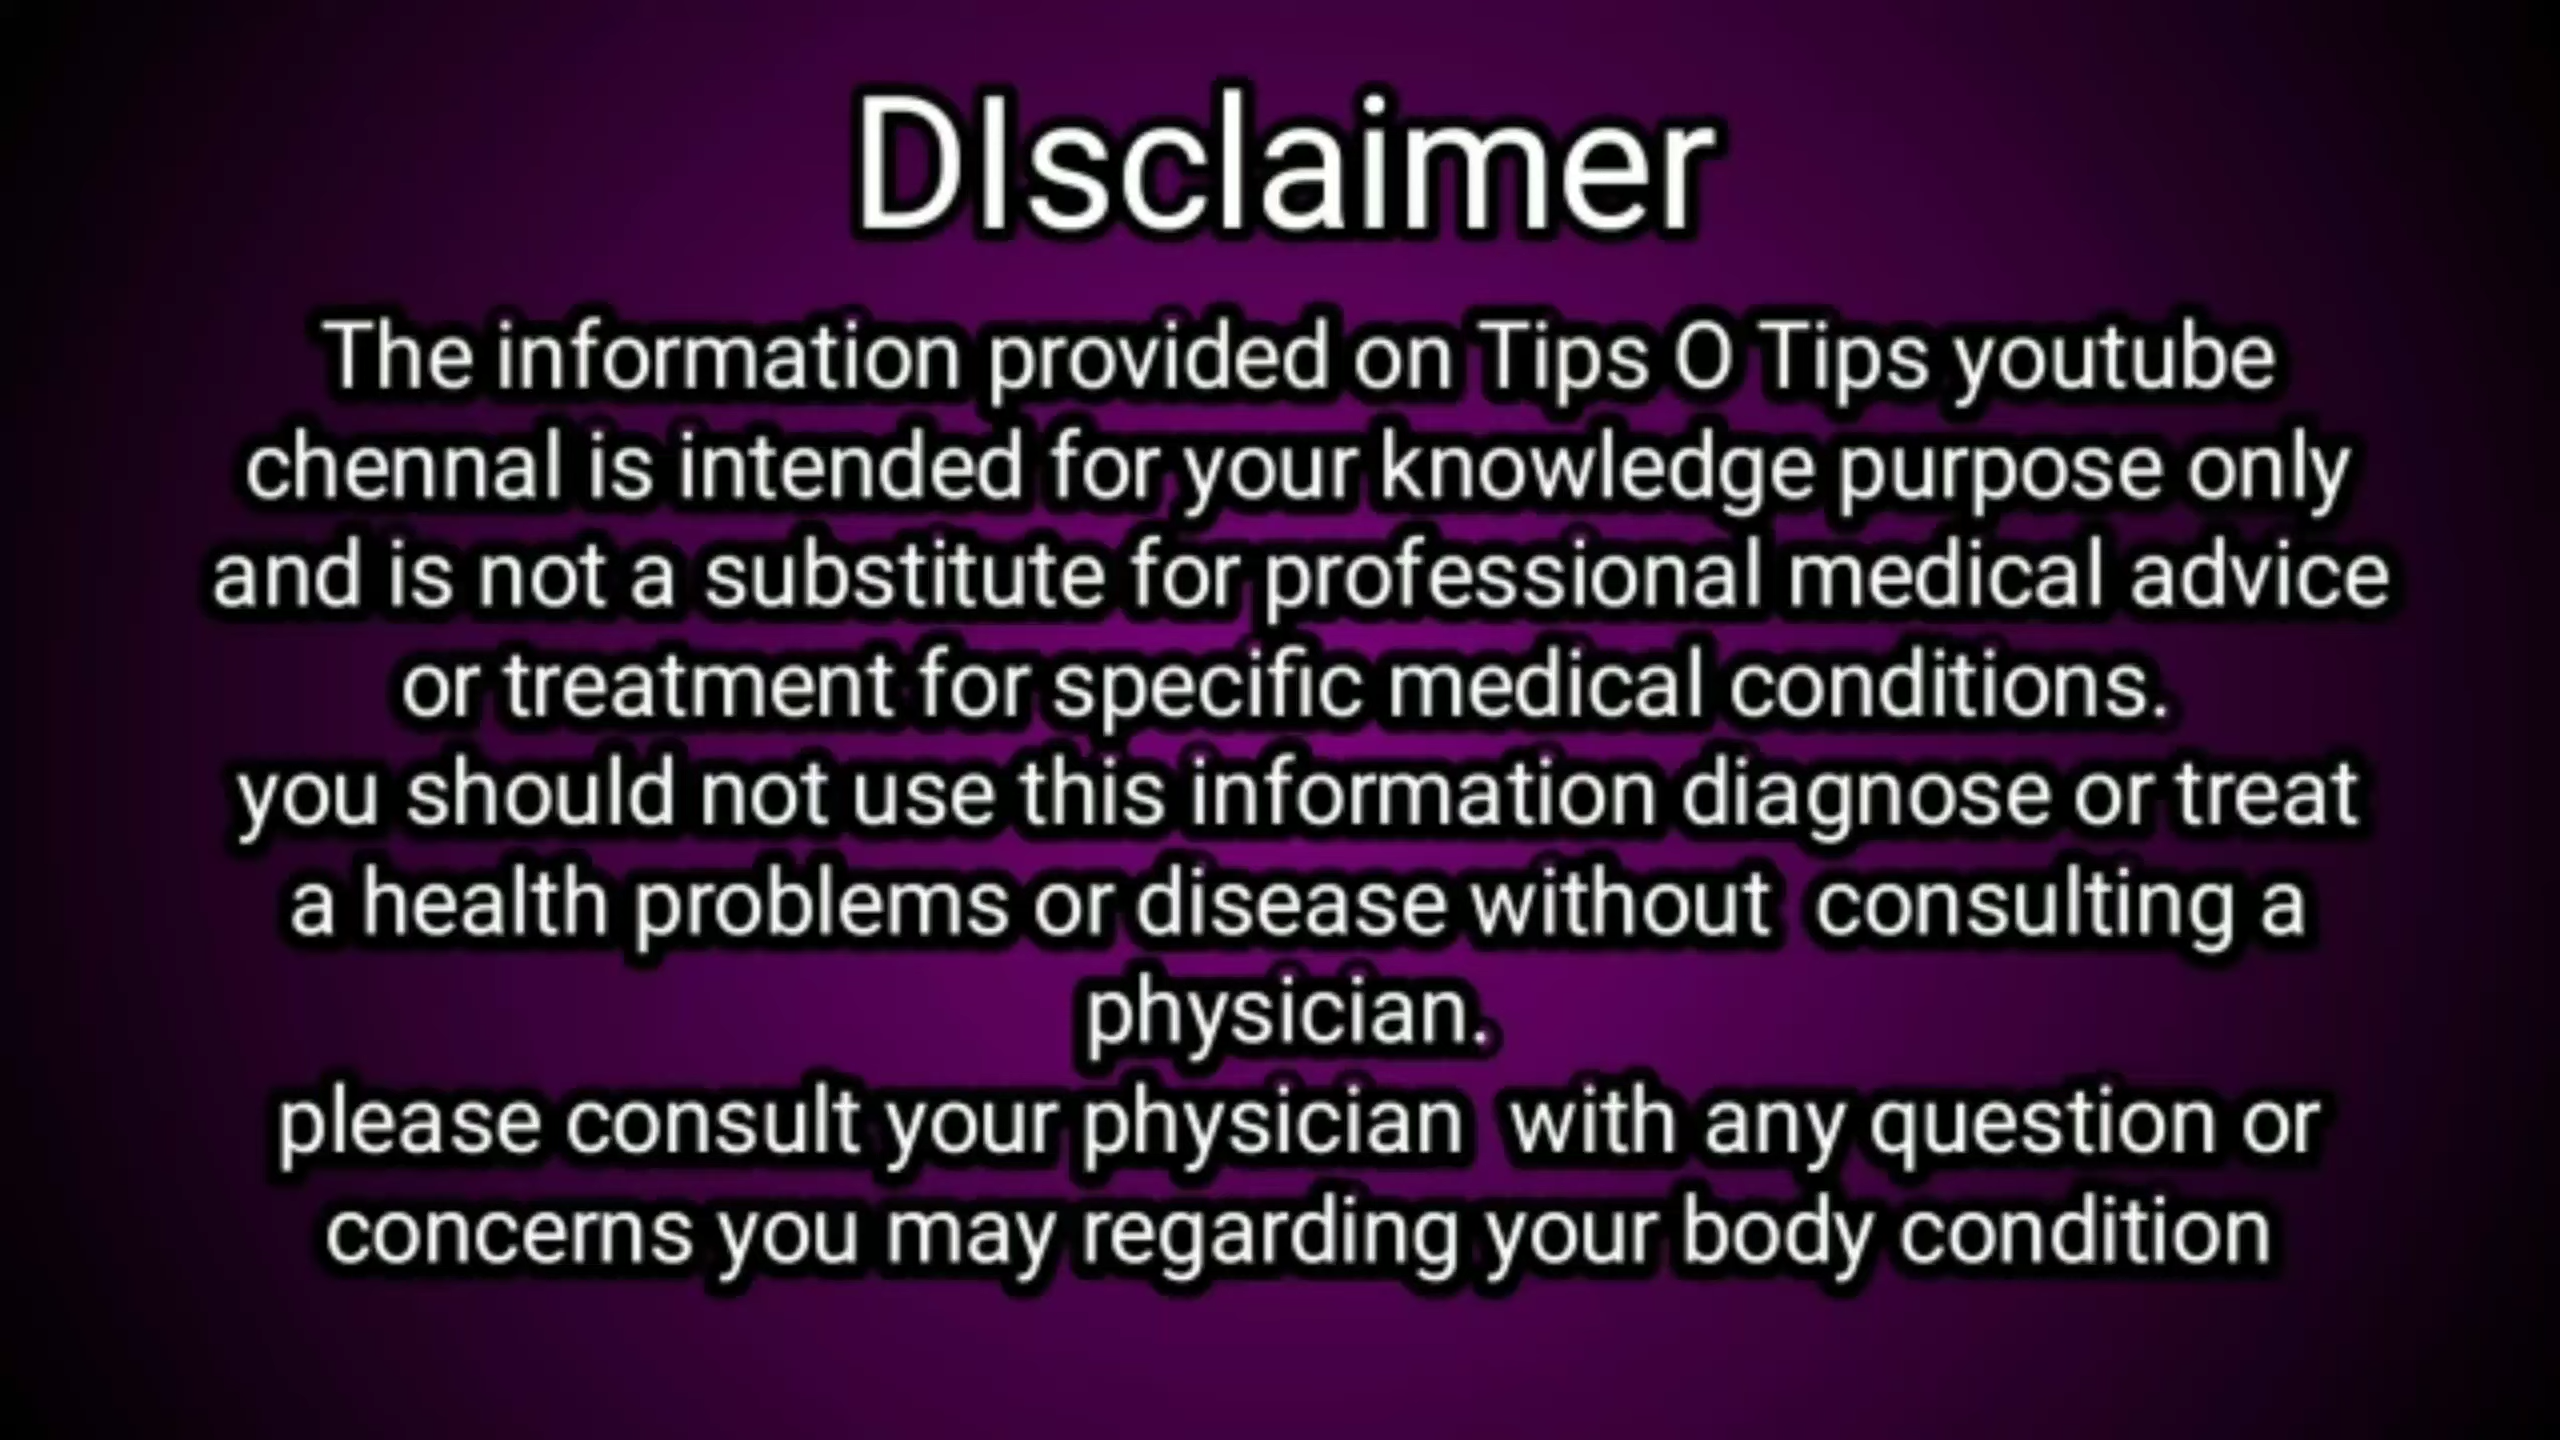 DIsclaimer
The information provided on Tips O Tips youtube
chennal is intended for your knowledge purpose only
and is not a substitute for professional medical advice
or treatment for specific medical conditions.
you should not use this information diagnose or treat
a health problems or disease without  consulting a
physician.
please consult your physician  with any question or
concerns you may regarding your body condition